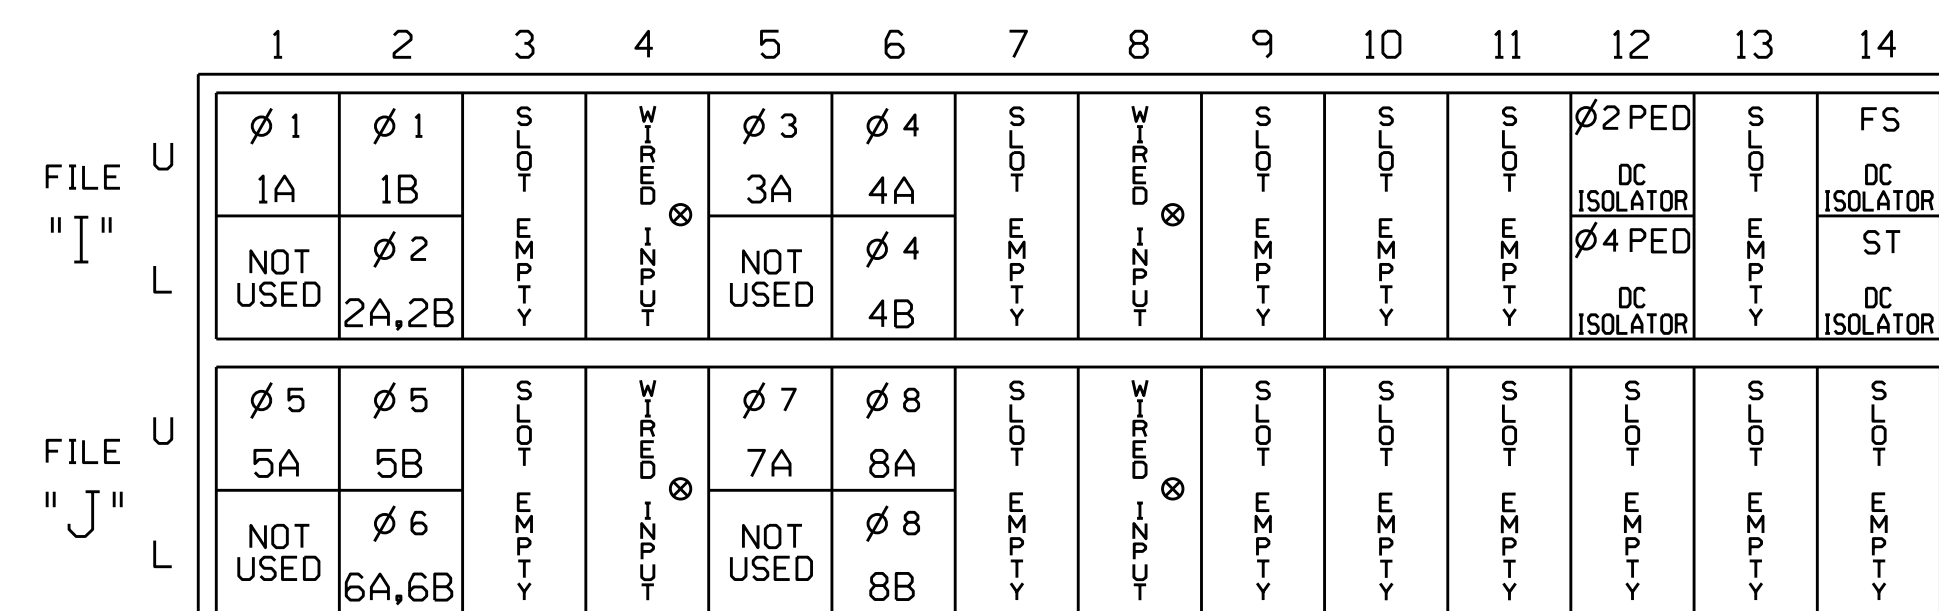 1 2 3 4 5 6 7 8 9 10 11 12 13 14
FILE "I"
U
L
Ø 1
1A
NOT
USED
Ø 1
1B
Ø 2
2A,2B
SLOT EMPTY
WIRED INPUT
Ø 3
3A
NOT
USED
Ø 4
4A
Ø 4
4B
SLOT EMPTY
WIRED INPUT
SLOT EMPTY
SLOT EMPTY
SLOT EMPTY
Ø2 PED
DC
ISOLATOR
Ø4 PED
DC
ISOLATOR
SLOT EMPTY
FS
DC
ISOLATOR
ST
DC
ISOLATOR
FILE "J"
U
L
Ø 5
5A
NOT
USED
Ø 5
5B
Ø 6
6A,6B
SLOT EMPTY
WIRED INPUT
Ø 7
7A
NOT
USED
Ø 8
8A
Ø 8
8B
SLOT EMPTY
WIRED INPUT
SLOT EMPTY
SLOT EMPTY
SLOT EMPTY
SLOT EMPTY
SLOT EMPTY
SLOT EMPTY